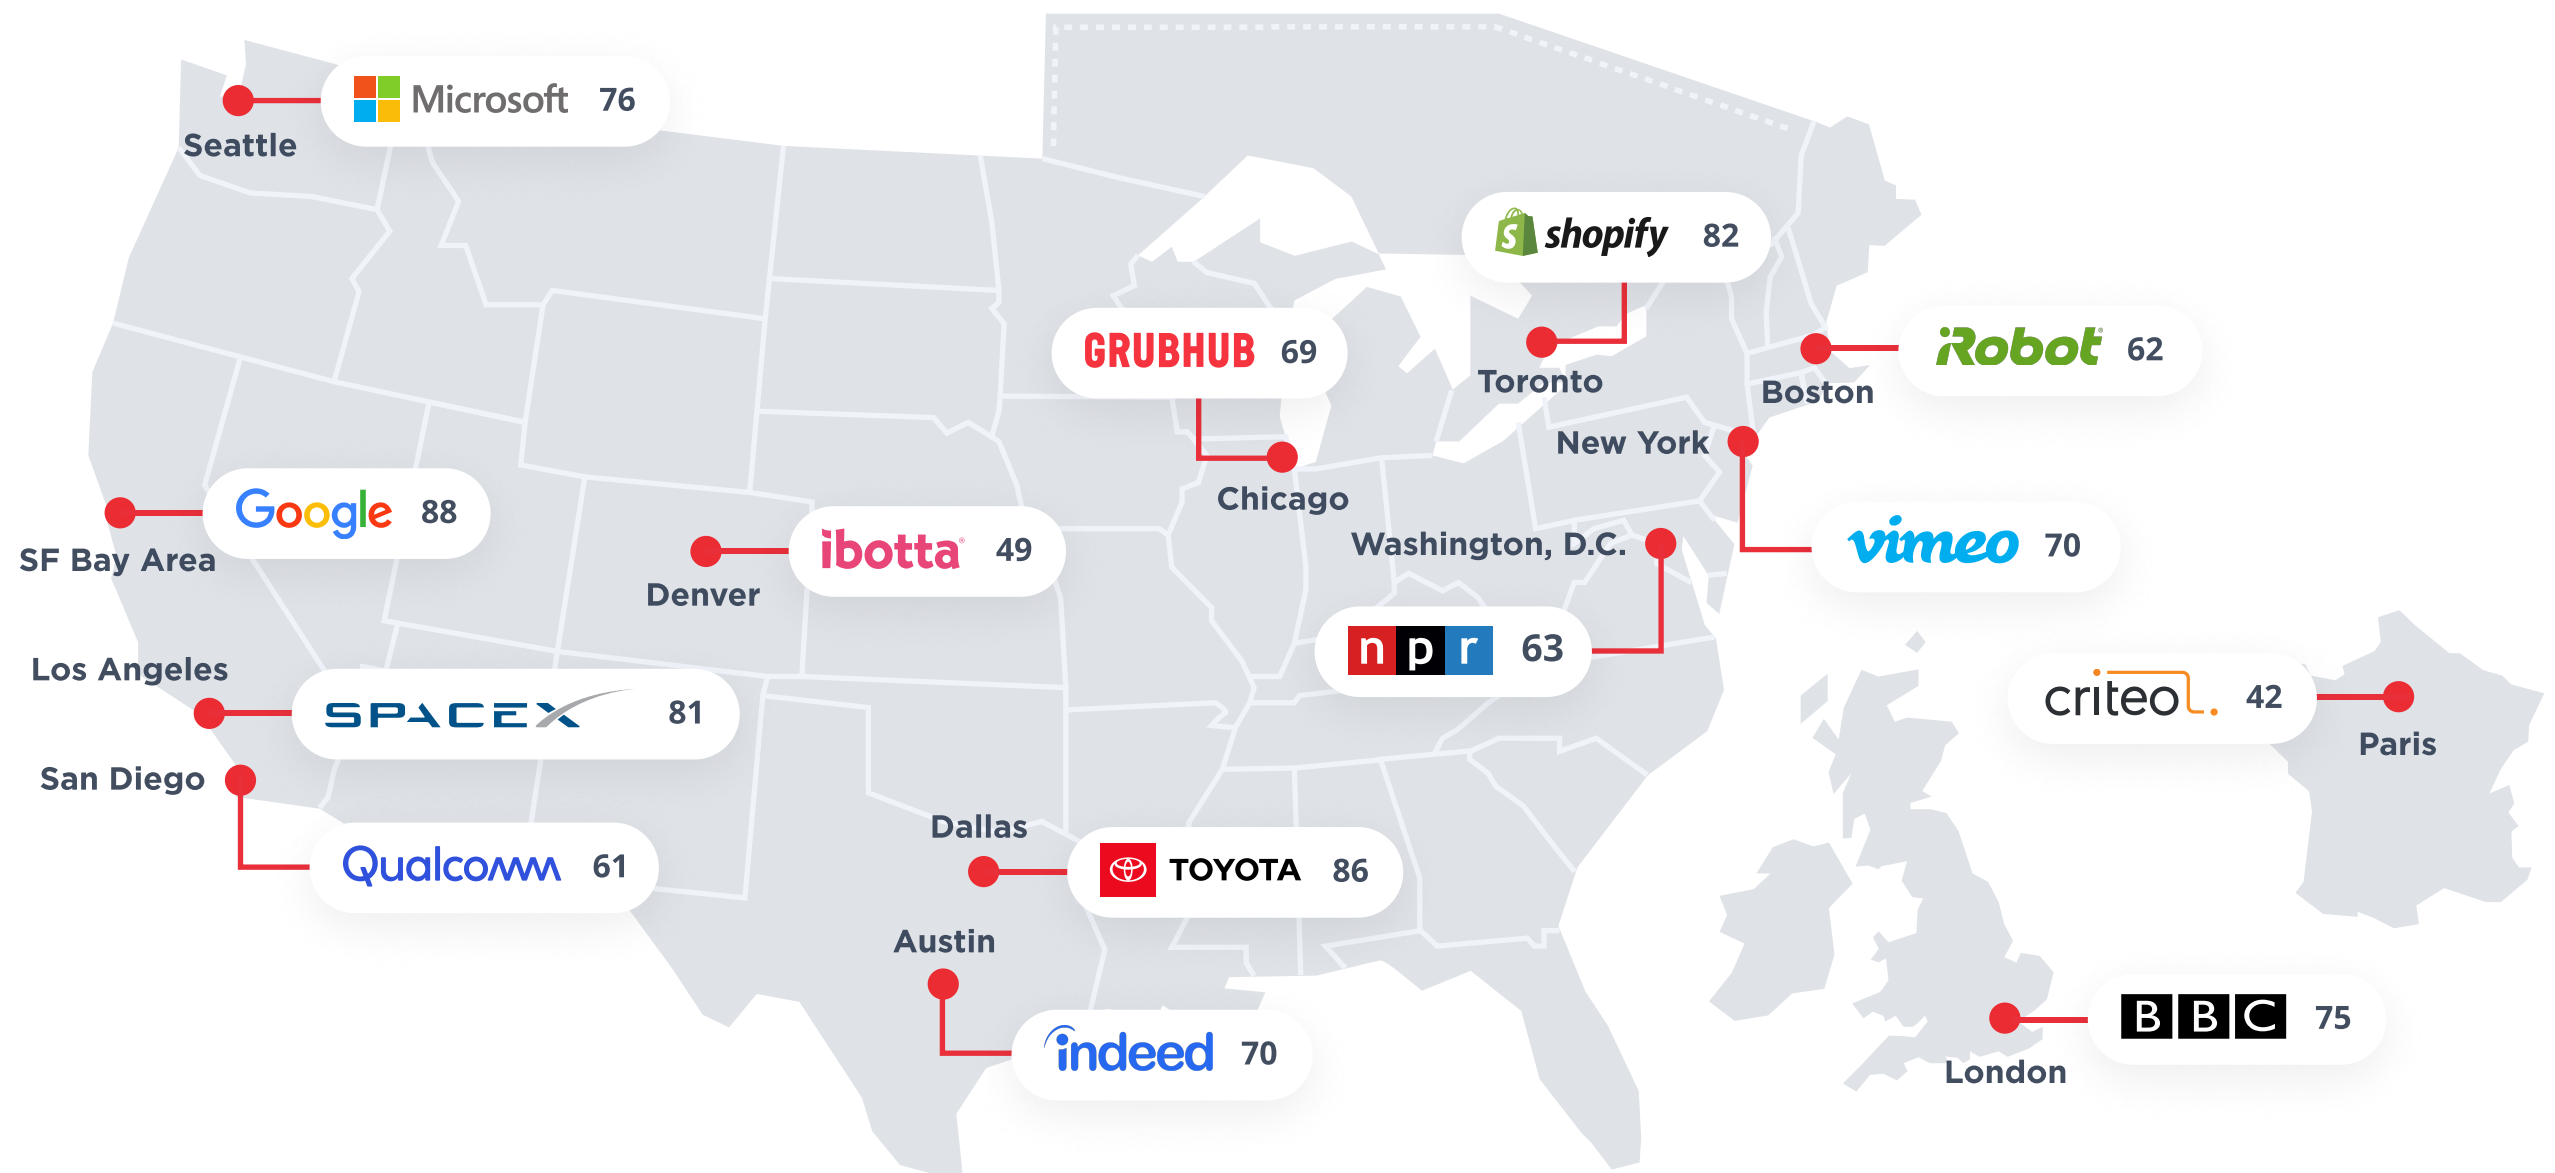 Microsoft 76
Seattle
shopify 82
Toronto
GRUBHUB 69
Chicago
iRobot 62
Boston
New York
vimeo 70
Google 88
SF Bay Area
ibotta 49
Denver
Washington, D.C.
npr 63
Los Angeles
SPACEX 81
San Diego
Qualcomm 61
criteo 42
Paris
Dallas
TOYOTA 86
Austin
indeed 70
BBC 75
London